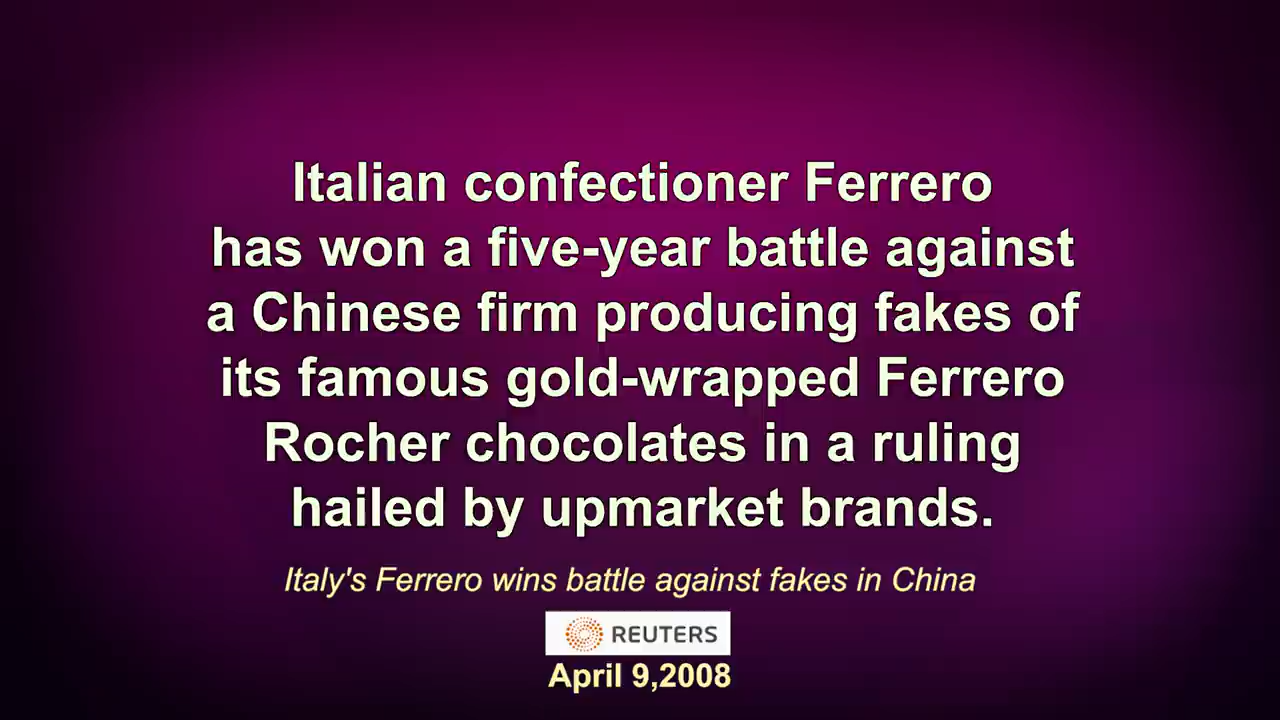 Italian confectioner Ferrero
has won a five-year battle against
a Chinese firm producing fakes of
its famous gold-wrapped Ferrero
Rocher chocolates in a ruling
hailed by upmarket brands.
Italy's Ferrero wins battle against fakes in China
REUTERS
April 9,2008